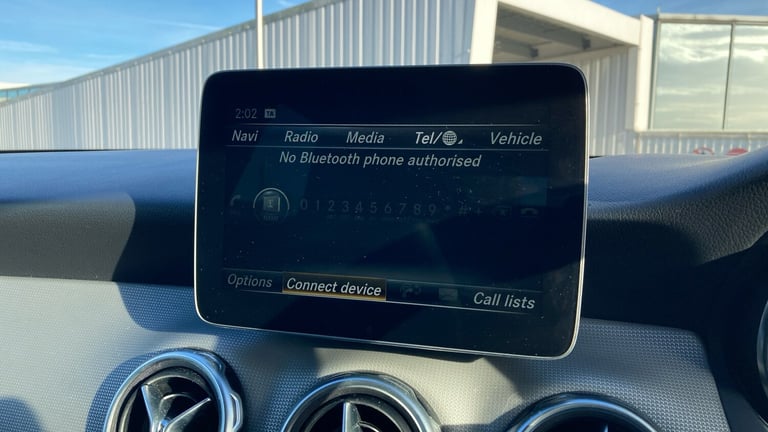 2:02 TA
Navi Radio Media Tel/ Vehicle
No Bluetooth phone authorised
0 1 2 3 4 5 6 7 8 9 * # +
Options Connect device Call lists